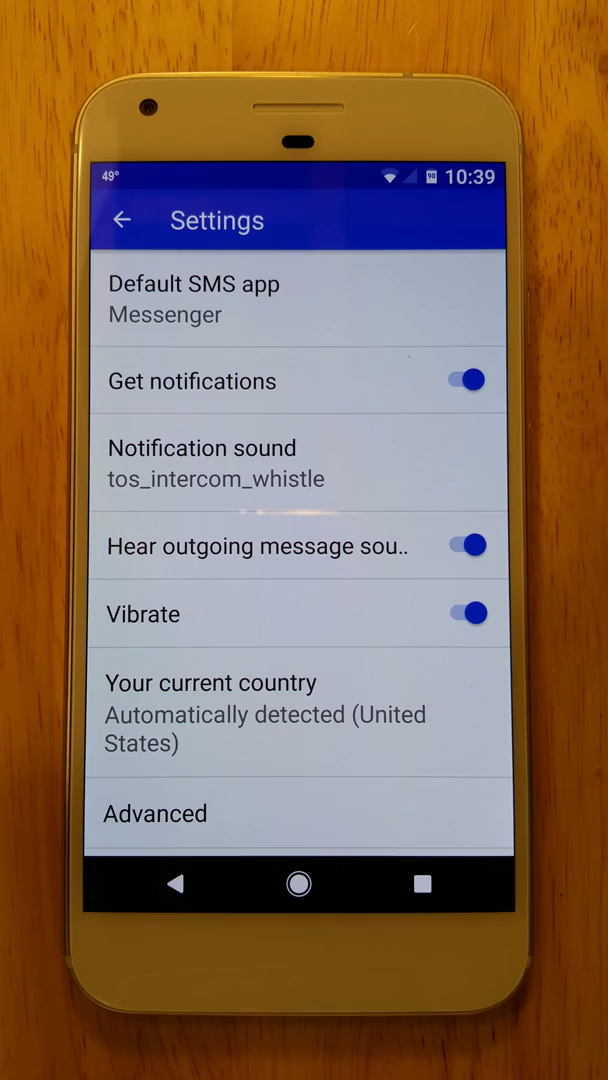 49°
90 10:39
Settings
Default SMS app
Messenger
Get notifications
Notification sound
tos_intercom_whistle
Hear outgoing message sou..
Vibrate
Your current country
Automatically detected (United
States)
Advanced